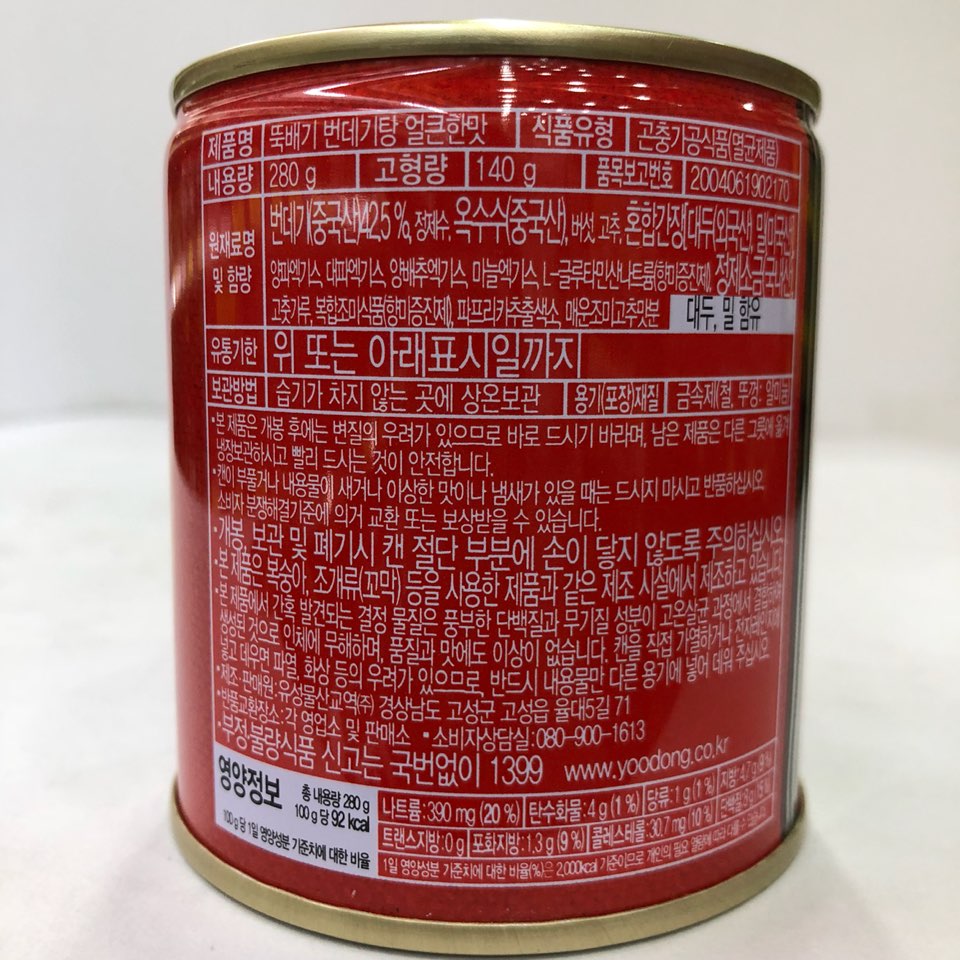 제품명 뚝배기 번데기탕 얼큰한맛 식품유형 곤충가공식품(멸균제품)
내용량 280 g 고형량 140 g 품목보고번호 2004061902170
원재료명 및 함량 번데기(중국산)42.5 %, 정제수, 옥수수(중국산), 버섯, 고추, 혼합간장[대두(외국산), 밀(미국산)]
양파엑기스, 대파엑기스, 양배추엑기스, 마늘엑기스, L-글루타민산나트륨(향미증진제), 정제소금(국내산)
고춧가루, 복합조미식품(향미증진제), 파프리카추출색소, 매운조미고추맛분 대두, 밀 함유
유통기한 위 또는 아래표시일까지
보관방법 습기가 차지 않는 곳에 상온보관 용기(포장)재질 금속제(철, 뚜껑: 알미늄)
•본 제품은 개봉 후에는 변질의 우려가 있으므로 바로 드시기 바라며, 남은 제품은 다른 그릇에 옮겨
냉장보관하시고 빨리 드시는 것이 안전합니다.
•캔이 부풀거나 내용물이 새거나 이상한 맛이나 냄새가 있을 때는 드시지 마시고 반품하십시오.
소비자 분쟁해결기준에 의거 교환 또는 보상받을 수 있습니다.
•개봉, 보관 및 폐기시 캔 절단 부분에 손이 닿지 않도록 주의하십시오.
•본 제품은 복숭아, 조개류(꼬막) 등을 사용한 제품과 같은 제조 시설에서 제조하고 있습니다.
•본 제품에서 가혹 발견되는 결정 물질은 풍부한 단백질과 무기질 성분이 고온살균 과정에서 결합하여
생성된 것으로 인체에 무해하며, 품질과 맛에도 이상이 없습니다. 캔을 직접 가열하거나 전자레인지에
넣고 데우면 파열, 화상 등의 우려가 있으므로 반드시 내용물만 다른 용기에 넣어 데워 주십시오.
•제조·판매원:유성물산교역(주) 경상남도 고성군 고성읍 율대5길 71
•반품교환장소:각 영업소 및 판매소 •소비자상담실:080-900-1613
•부정·불량식품 신고는 국번없이 1399 www.yoodong.co.kr
영양정보 총 내용량 280 g
100 g 당 92 kcal
100 g 당 1일 영양성분 기준치에 대한 비율
나트륨:390 mg (20 %) 탄수화물:4 g (1 %) 당류:1 g (1 %) 지방:4.7 g (9 %)
트랜스지방:0 g 포화지방:1.3 g (9 %) 콜레스테롤:30.7 mg (10 %) 단백질
1일 영양성분 기준치에 대한 비율(%)은 2,000kcal 기준이므로 개인의 필요 열량에 따라 다를 수